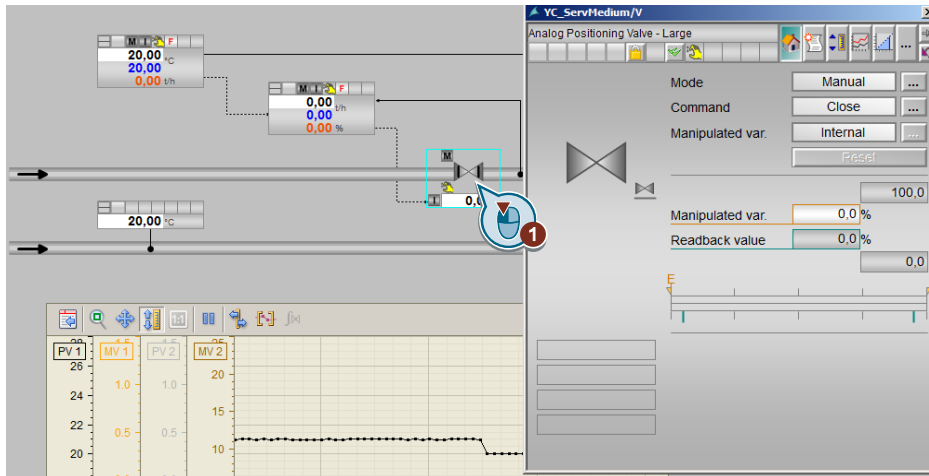 YC_ServMedium/V
Analog Positioning Valve - Large
...
M I F
20,00 °C
20,00
0,00 t/h
M I F
0,00 t/h
0,00
0,00 %
M
I 0,0
1
20,00 °C
Mode Manual ...
Command Close ...
Manipulated var. Internal ...
Reset
100,0
Manipulated var. 0,0 %
Readback value 0,0 %
0,0
E
1:1
PV 1 MV 1 PV 2 MV 2
26
24
22
20
1.0
0.5
1.0
0.5
20
15
10